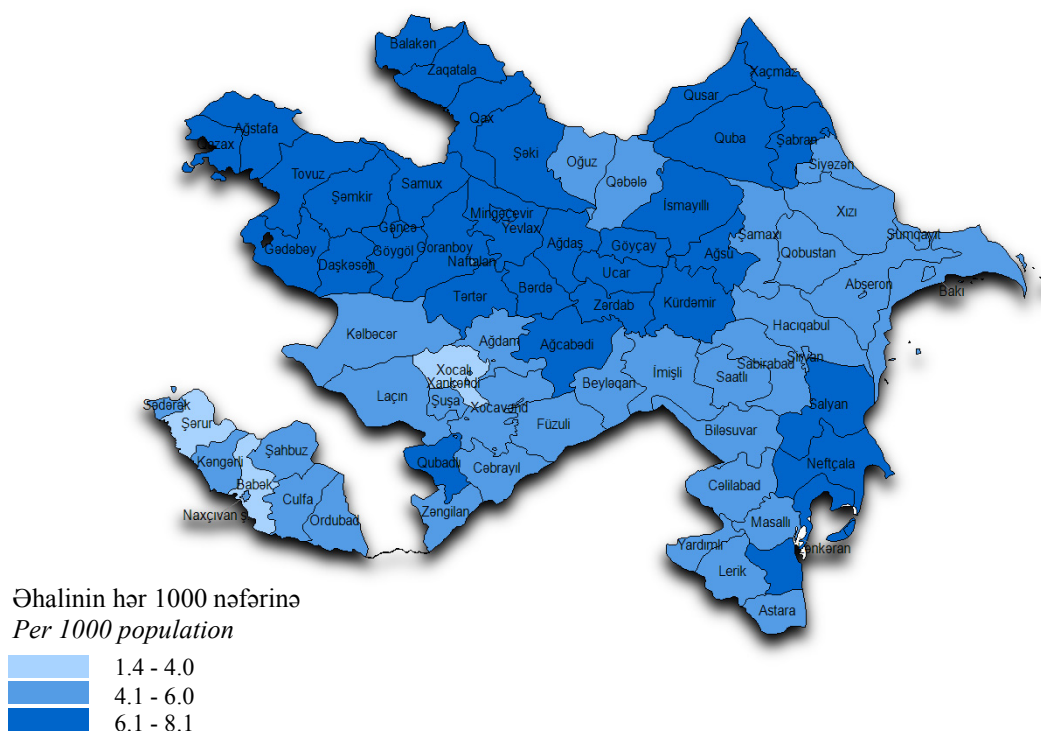 Balakən
Zaqatala
Xaçmaz
Qusar
Qax
Ağstafa
Quba
Şabran
Qazax
Şəki
Oğuz
Siyəzən
Tovuz
Qəbələ
Samux
Şəmkir
İsmayıllı
Xızı
Mingəçevir
Yevlax
Gəncə
Şamaxı
Sumqayıt
Gədəbəy
Göygöl
Goranboy
Ağdaş
Göyçay
Ağsu
Qobustan
Naftalan
Daşkəsən
Ucar
Abşeron
Bakı
Tərtər
Bərdə
Zərdab
Kürdəmir
Hacıqabul
Kəlbəcər
Ağdam
Ağcabədi
Şirvan
Sabirabad
Xocalı
Xankəndi
İmişli
Saatlı
Beyləqan
Laçın
Şuşa
Xocavənd
Salyan
Sədərək
Şərur
Füzuli
Biləsuvar
Şahbuz
Kəngərli
Qubadlı
Cəbrayıl
Neftçala
Babək
Cəlilabad
Culfa
Zəngilan
Naxçıvan ş.
Ordubad
Masallı
Yardımlı
Lənkəran
Lerik
Astara
Əhalinin hər 1000 nəfərinə
Per 1000 population
1.4 - 4.0
4.1 - 6.0
6.1 - 8.1